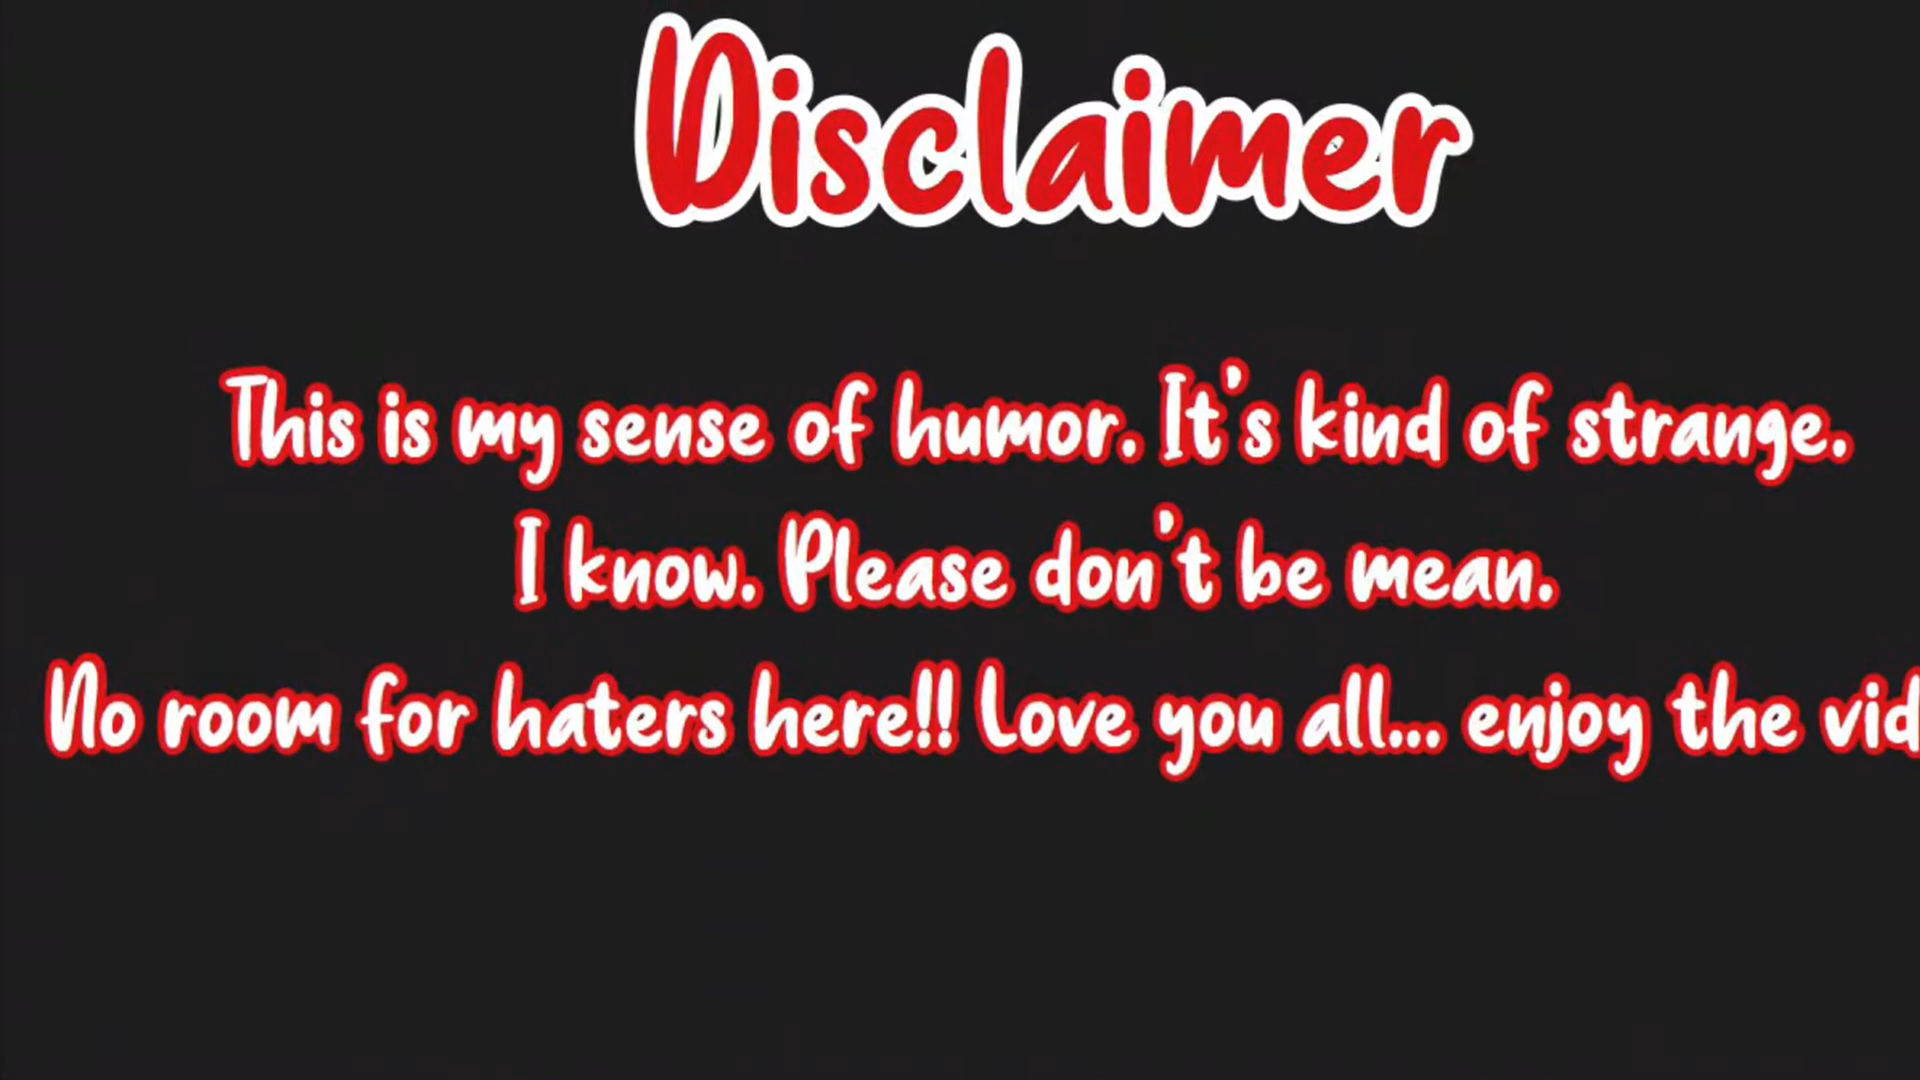 Disclaimer
This is my sense of humor. It's kind of strange.
I know. Please don't be mean.
No room for haters here!! Love you all... enjoy the vid